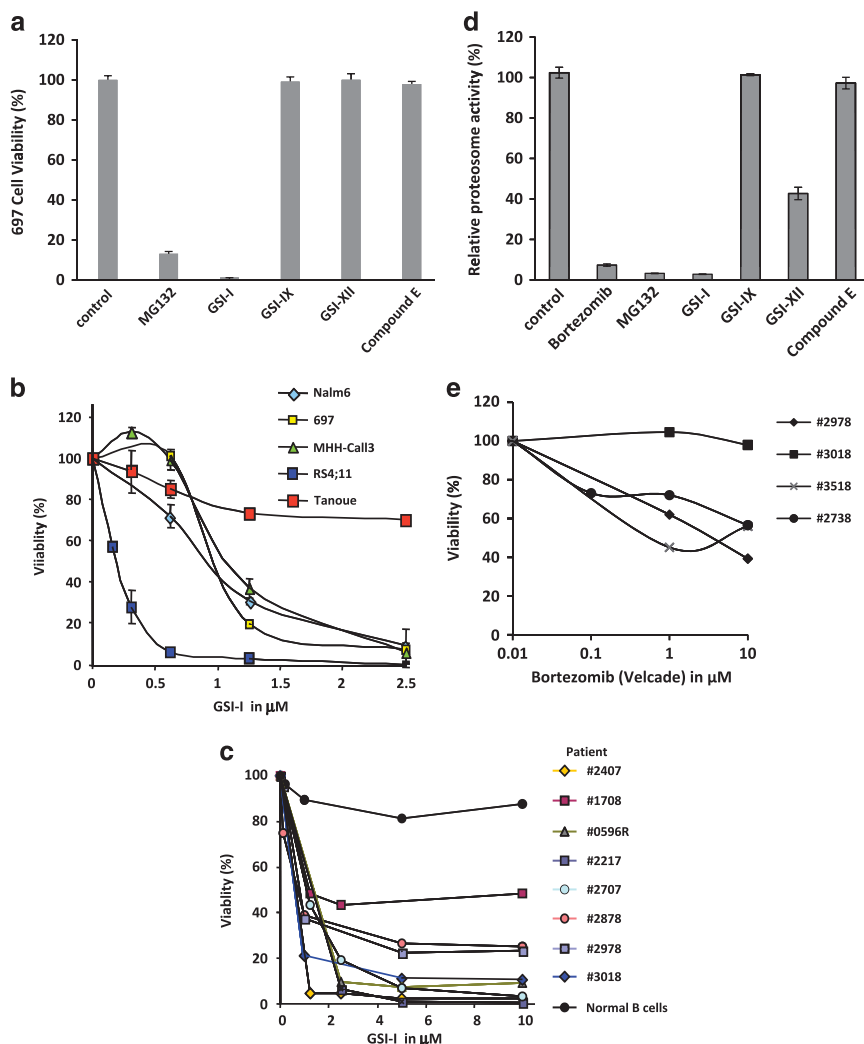 a
120
100
80
60
40
20
0
697 Cell Viability (%)
control
MG132
GSI-I
GSI-IX
GSI-XII
Compound E
d
120
100
80
60
40
20
0
Relative proteosome activity (%)
control
Bortezomib
MG132
GSI-I
GSI-IX
GSI-XII
Compound E
b
Nalm6
697
MHH-Call3
RS4;11
Tanoue
120
100
80
60
40
20
0
Viiablity (%)
0
0.5
1
1.5
2
2.5
GSI-I in μM
e
120
100
80
60
40
20
0
Viability (%)
0.01
0.1
1
10
Bortezomib (Velcade) in μM
#2978
#3018
#3518
#2738
c
100
80
60
40
20
0
Viablity (%)
0
2
4
6
8
10
GSI-I in μM
Patient
#2407
#1708
#0596R
#2217
#2707
#2878
#2978
#3018
Normal B cells